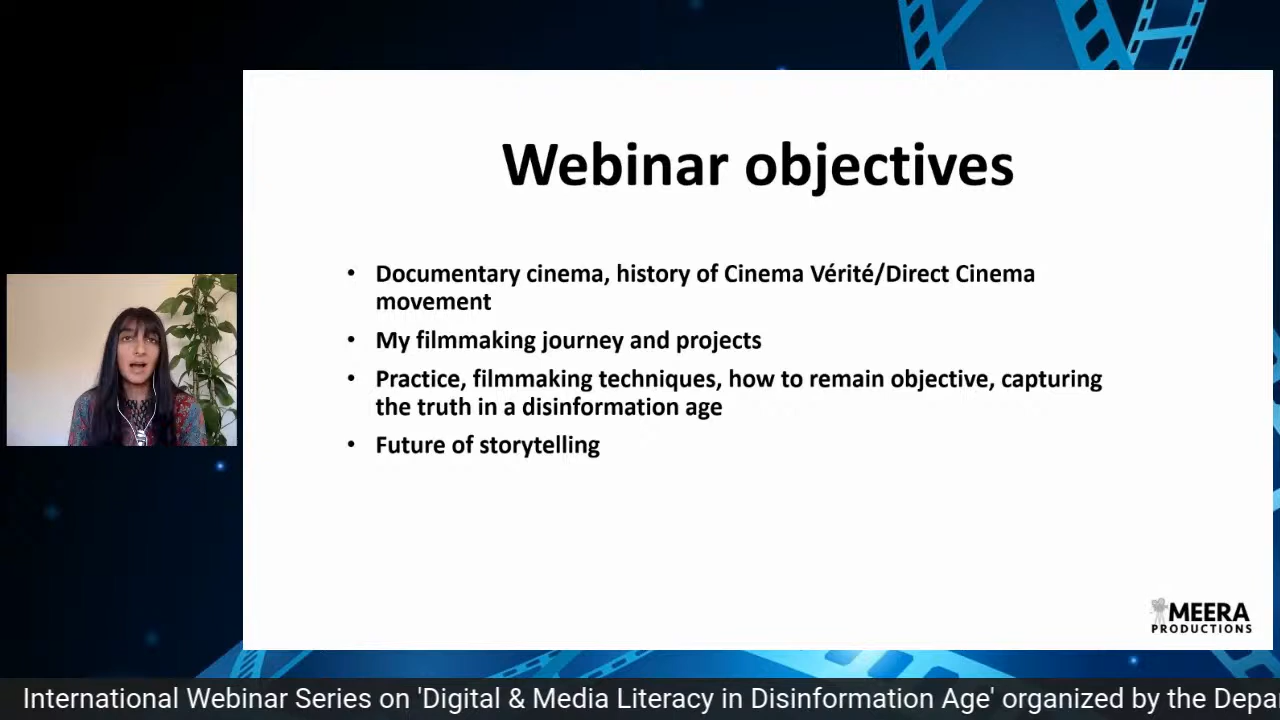 Webinar objectives
• Documentary cinema, history of Cinema Vérité/Direct Cinema
movement
• My filmmaking journey and projects
• Practice, filmmaking techniques, how to remain objective, capturing
the truth in a disinformation age
• Future of storytelling
MEERA
PRODUCTIONS
International Webinar Series on 'Digital & Media Literacy in Disinformation Age' organized by the Depa